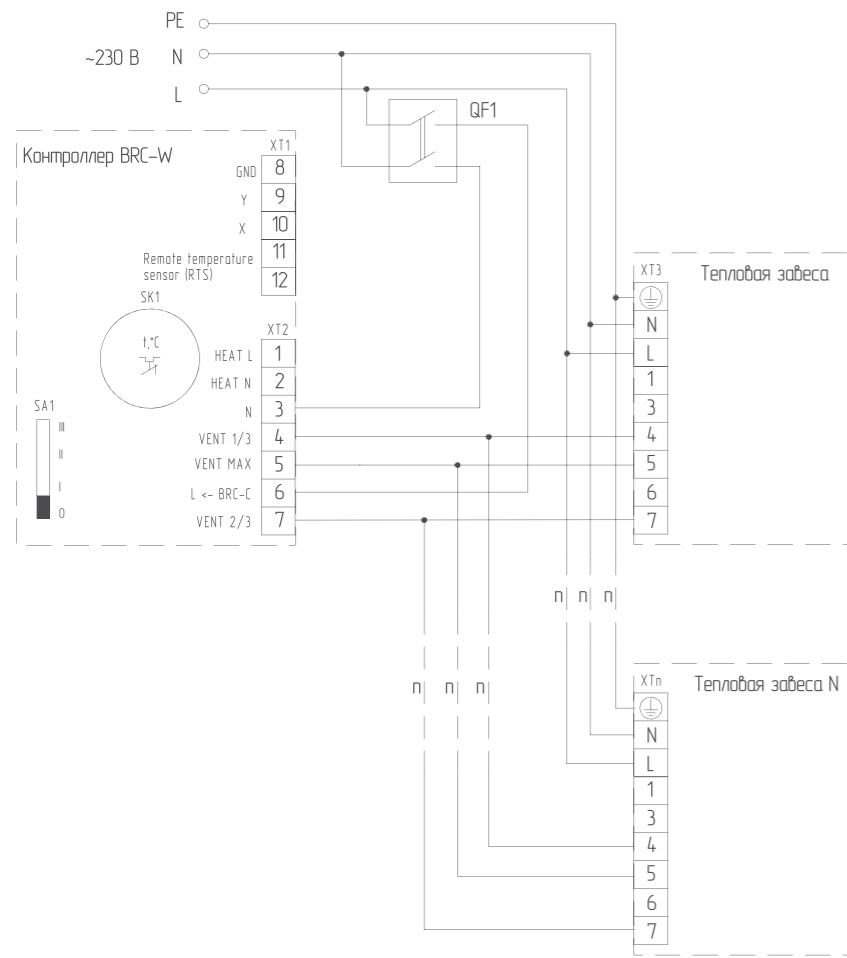 PE
~230 В
N
L
QF1
Контроллер BRC-W
XT1
GND 8
Y 9
X 10
Remote temperature
sensor (RTS)
11
12
SK1
t,°C
XT2
HEAT L 1
HEAT N 2
N 3
VENT 1/3 4
VENT MAX 5
L <- BRC-C 6
VENT 2/3 7
SA1
III
II
I
0
XT3
Тепловая завеса
N
L
1
3
4
5
6
7
n n n
n n n
XTn
Тепловая завеса N
N
L
1
3
4
5
6
7